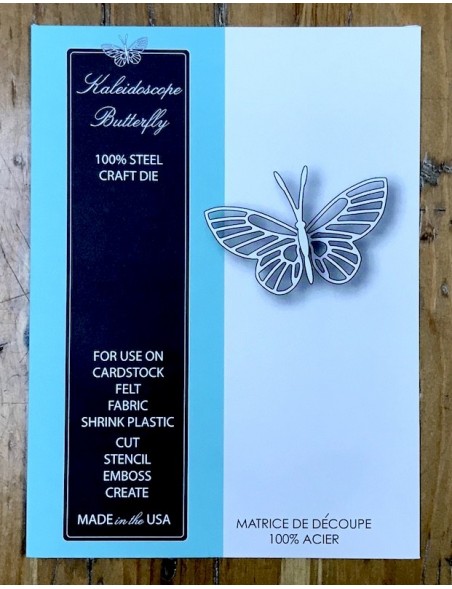 Kaleidoscope
Butterfly
100% STEEL
CRAFT DIE
FOR USE ON
CARDSTOCK
FELT
FABRIC
SHRINK PLASTIC
CUT
STENCIL
EMBOSS
CREATE
MADE in the USA
MATRICE DE DÉCOUPE
100% ACIER